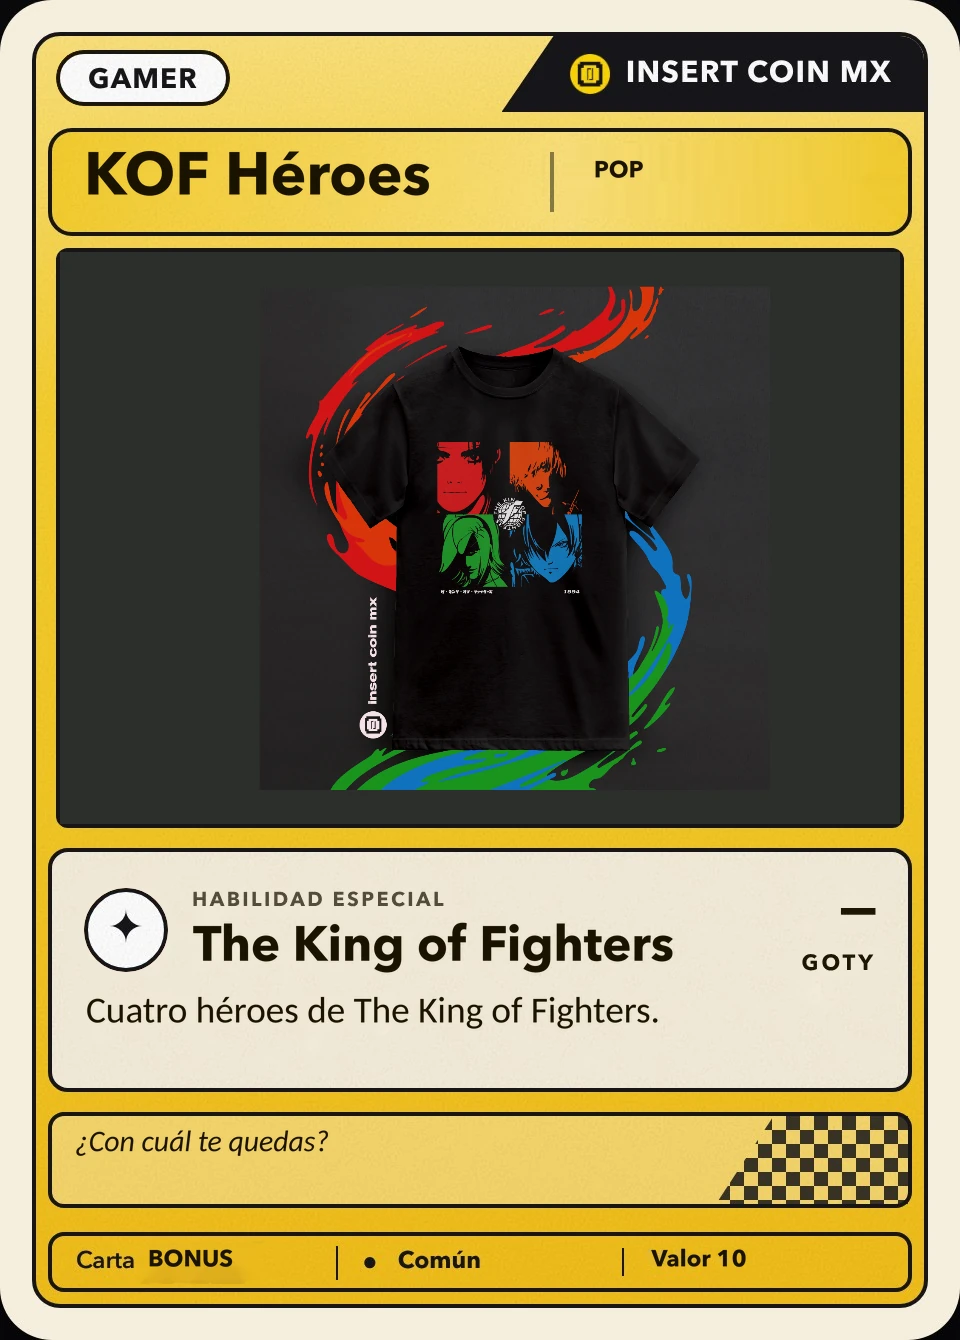 GAMER
INSERT COIN MX
KOF Héroes
POP
insert coin mx
1994
HABILIDAD ESPECIAL
The King of Fighters
—
GOTY
Cuatro héroes de The King of Fighters.
¿Con cuál te quedas?
Carta BONUS
• Común
Valor 10